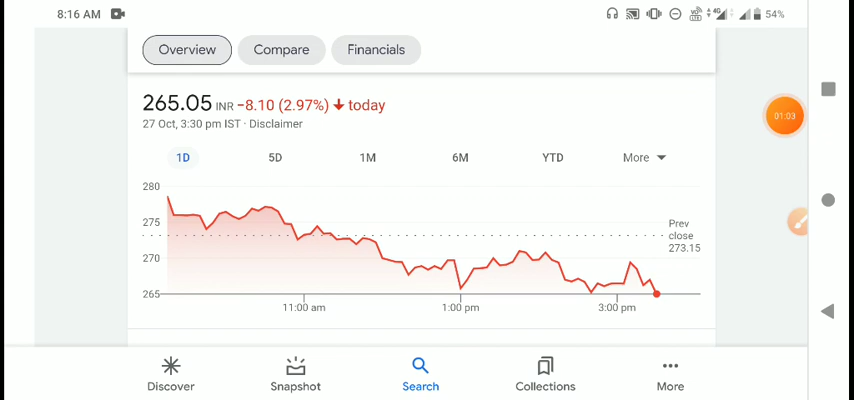 8:16 AM
4G 54%
Overview Compare Financials
265.05 INR −8.10 (2.97%) today
27 Oct, 3:30 pm IST · Disclaimer
01:03
1D 5D 1M 6M YTD More
280
275
270
265
Prev
close
273.15
11:00 am 1:00 pm 3:00 pm
Discover Snapshot Search Collections More